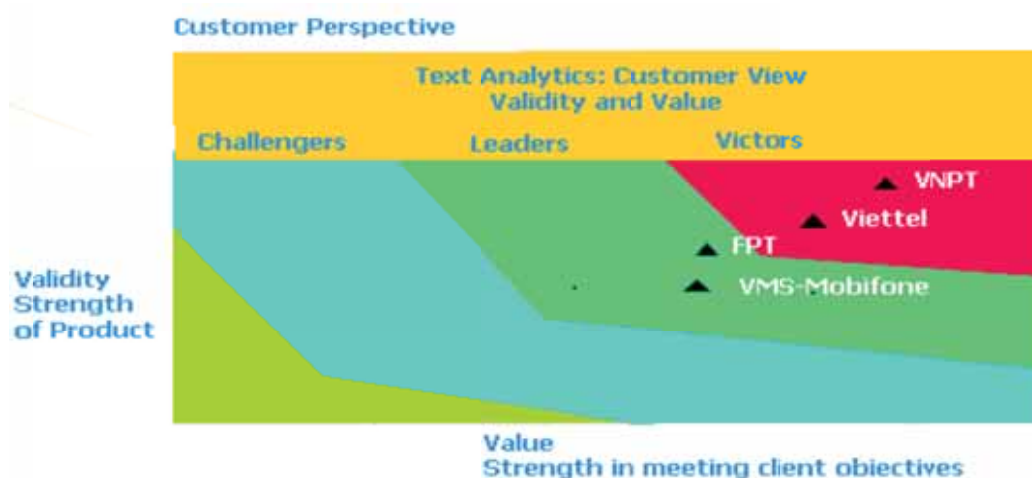 Customer Perspective
Text Analytics: Customer View
Validity and Value
Challengers
Leaders
Victors
VNPT
Viettel
FPT
VMS-Mobifone
Validity
Strength
of Product
Value
Strength in meeting client objectives